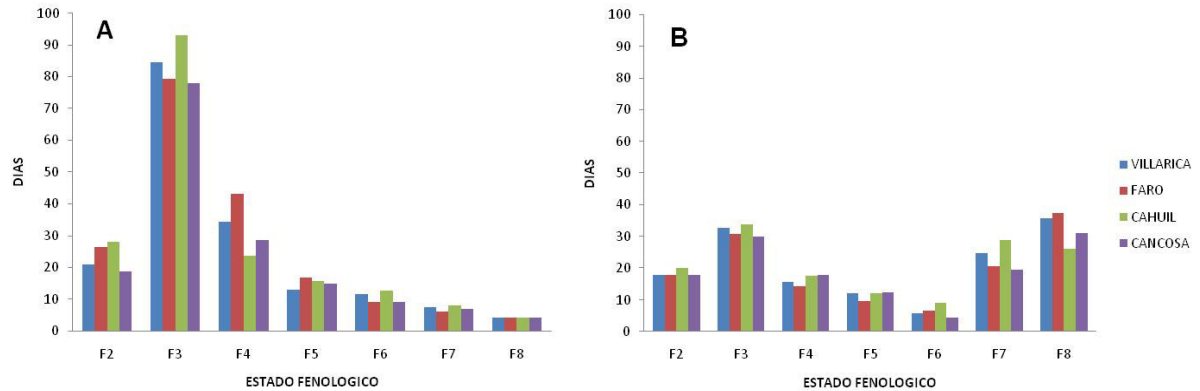 A
100
90
80
70
60
50
40
30
20
10
0
DIAS
F2 F3 F4 F5 F6 F7 F8
ESTADO FENOLOGICO
B
100
90
80
70
60
50
40
30
20
10
0
DIAS
F2 F3 F4 F5 F6 F7 F8
ESTADO FENOLOGICO
VILLARICA
FARO
CAHUIL
CANCOSA